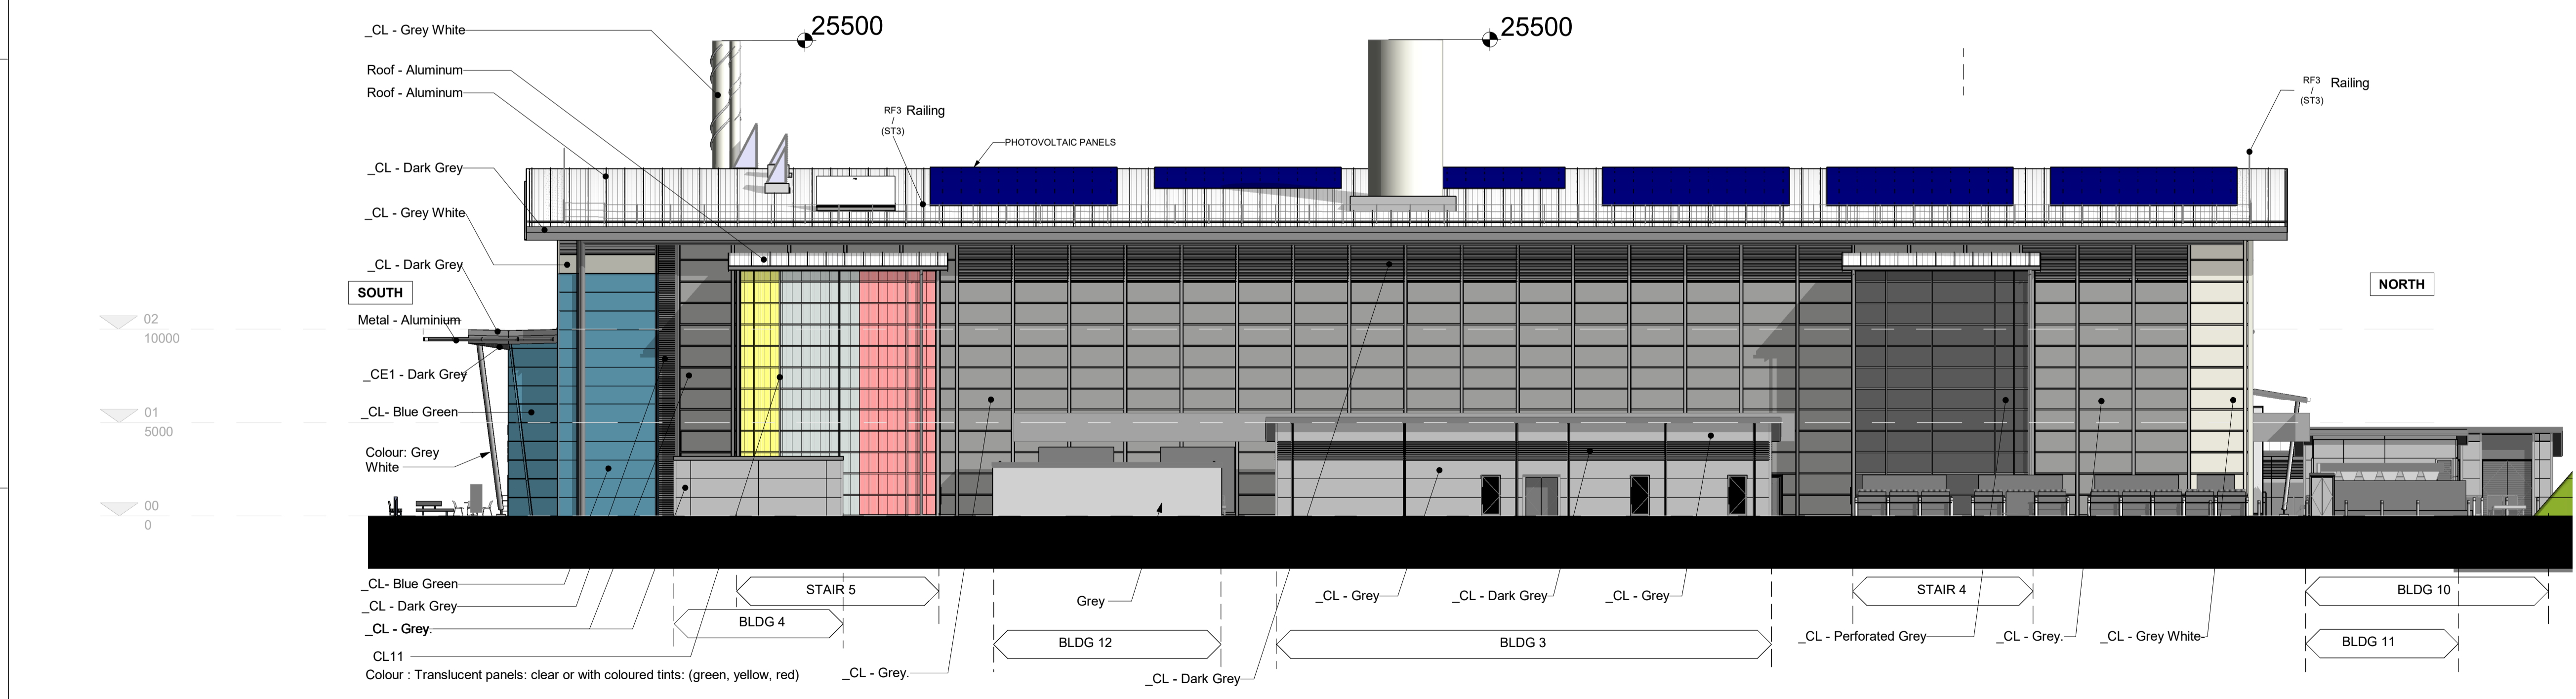 25500
25500
_CL - Grey White
Roof - Aluminum
Roof - Aluminum
RF3 Railing
/
(ST3)
RF3 Railing
/
(ST3)
PHOTOVOLTAIC PANELS
_CL - Dark Grey
_CL - Grey White
_CL - Dark Grey
SOUTH
NORTH
02
10000
Metal - Aluminium
_CE1 - Dark Grey
01
5000
_CL- Blue Green
Colour: Grey
White
00
0
_CL- Blue Green
_CL - Dark Grey
_CL - Grey.
CL11
Colour : Translucent panels: clear or with coloured tints: (green, yellow, red)
STAIR 5
BLDG 4
_CL - Grey.
Grey
BLDG 12
_CL - Dark Grey
_CL - Grey
_CL - Dark Grey
_CL - Grey
BLDG 3
STAIR 4
_CL - Perforated Grey
_CL - Grey.
_CL - Grey White
BLDG 10
BLDG 11